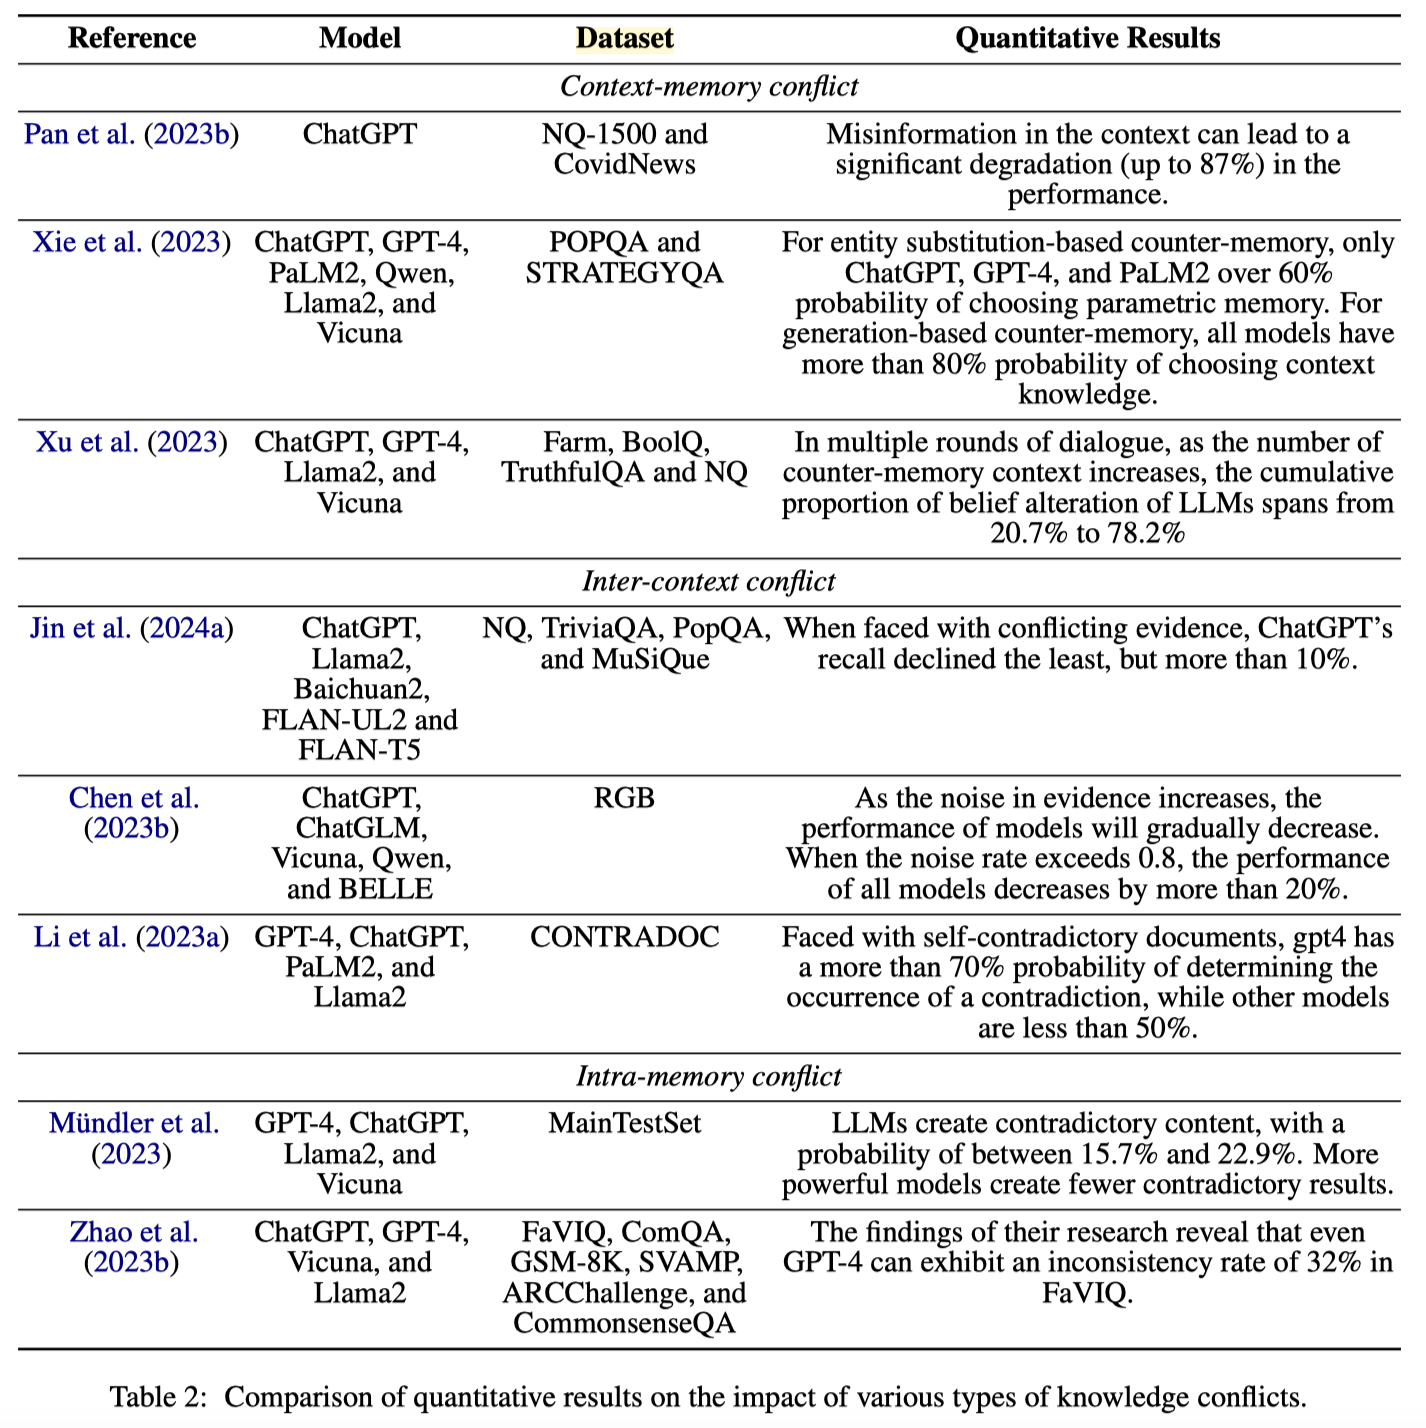 Reference Model Dataset Quantitative Results
Context-memory conflict
Pan et al. (2023b) ChatGPT NQ-1500 and Misinformation in the context can lead to a
CovidNews significant degradation (up to 87%) in the
performance.
Xie et al. (2023) ChatGPT, GPT-4, POPQA and For entity substitution-based counter-memory, only
PaLM2, Qwen, STRATEGYQA ChatGPT, GPT-4, and PaLM2 over 60%
Llama2, and probability of choosing parametric memory. For
Vicuna generation-based counter-memory, all models have
more than 80% probability of choosing context
knowledge.
Xu et al. (2023) ChatGPT, GPT-4, Farm, BoolQ, In multiple rounds of dialogue, as the number of
Llama2, and TruthfulQA and NQ counter-memory context increases, the cumulative
Vicuna proportion of belief alteration of LLMs spans from
20.7% to 78.2%
Inter-context conflict
Jin et al. (2024a) ChatGPT, NQ, TriviaQA, PopQA, When faced with conflicting evidence, ChatGPT's
Llama2, and MuSiQue recall declined the least, but more than 10%.
Baichuan2,
FLAN-UL2 and
FLAN-T5
Chen et al. ChatGPT, RGB As the noise in evidence increases, the
(2023b) ChatGLM, performance of models will gradually decrease.
Vicuna, Qwen, When the noise rate exceeds 0.8, the performance
and BELLE of all models decreases by more than 20%.
Li et al. (2023a) GPT-4, ChatGPT, CONTRADOC Faced with self-contradictory documents, gpt4 has
PaLM2, and a more than 70% probability of determining the
Llama2 occurrence of a contradiction, while other models
are less than 50%.
Intra-memory conflict
Mündler et al. GPT-4, ChatGPT, MainTestSet LLMs create contradictory content, with a
(2023) Llama2, and probability of between 15.7% and 22.9%. More
Vicuna powerful models create fewer contradictory results.
Zhao et al. ChatGPT, GPT-4, FaVIQ, ComQA, The findings of their research reveal that even
(2023b) Vicuna, and GSM-8K, SVAMP, GPT-4 can exhibit an inconsistency rate of 32% in
Llama2 ARCChallenge, and FaVIQ.
CommonsenseQA
Table 2: Comparison of quantitative results on the impact of various types of knowledge conflicts.